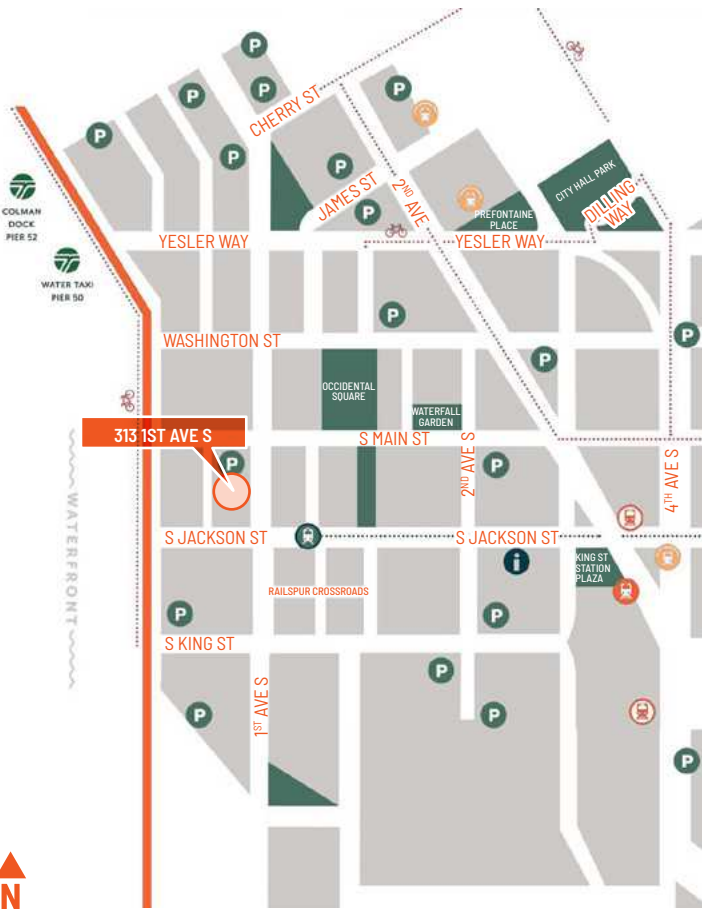 P
P
P
P
CHERRY ST
P
P
P
CITY HALL PARK
JAMES ST
2ND AVE
P
DILLING
WAY
COLMAN
DOCK
PIER 52
PREFONTAINE
PLACE
YESLER WAY
YESLER WAY
WATER TAXI
PIER 50
P
WASHINGTON ST
P
P
OCCIDENTAL
SQUARE
WATERFALL
GARDEN
313 1ST AVE S
S MAIN ST
P
P
2ND AVE S
4TH AVE S
WATERFRONT
S JACKSON ST
S JACKSON ST
i
KING ST
STATION
PLAZA
RAILSPUR CROSSROADS
P
P
S KING ST
P
1ST AVE S
P
P
P
N